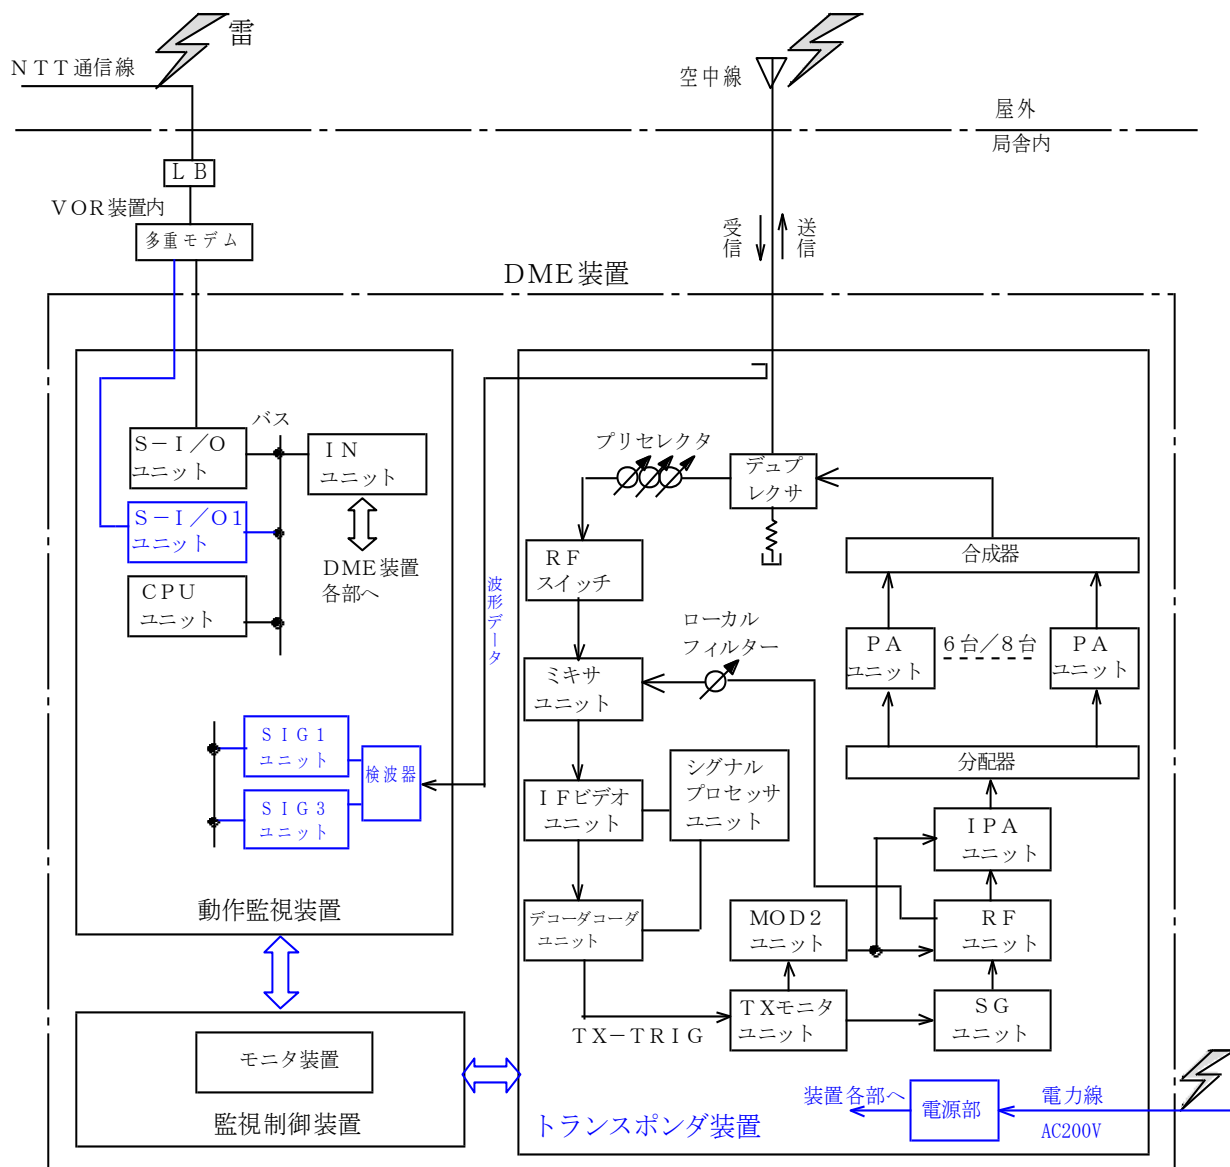 雷
ＮＴＴ通信線
空中線
屋外
局舎内
ＬＢ
ＶＯＲ装置内
多重モデム
受信
送信
ＤＭＥ装置
バス
Ｓ－Ｉ／Ｏ
ユニット
ＩＮ
ユニット
Ｓ－Ｉ／Ｏ１
ユニット
ＣＰＵ
ユニット
ＤＭＥ装置
各部へ
波形データ
プリセレクタ
デュプ
レクサ
ＲＦ
スイッチ
合成器
ローカル
フィルター
ＰＡ
ユニット
６台／８台
ＰＡ
ユニット
ミキサ
ユニット
ＳＩＧ１
ユニット
検波器
ＳＩＧ３
ユニット
シグナル
プロセッサ
ユニット
分配器
ＩＦビデオ
ユニット
ＩＰＡ
ユニット
動作監視装置
デコーダコーダ
ユニット
ＭＯＤ２
ユニット
ＲＦ
ユニット
ＴＸ－ＴＲＩＧ
ＴＸモニタ
ユニット
ＳＧ
ユニット
モニタ装置
監視制御装置
トランスポンダ装置
装置各部へ
電源部
電力線
AC200V